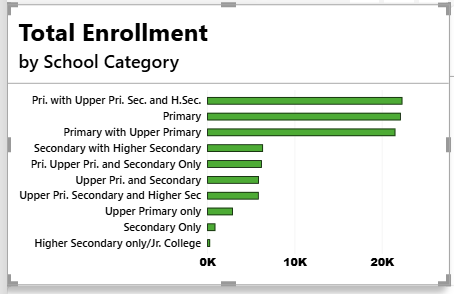 Total Enrollment
by School Category
Pri. with Upper Pri. Sec. and H.Sec.
Primary
Primary with Upper Primary
Secondary with Higher Secondary
Pri. Upper Pri. and Secondary Only
Upper Pri. and Secondary
Upper Pri. Secondary and Higher Sec
Upper Primary only
Secondary Only
Higher Secondary only/Jr. College
0K 10K 20K